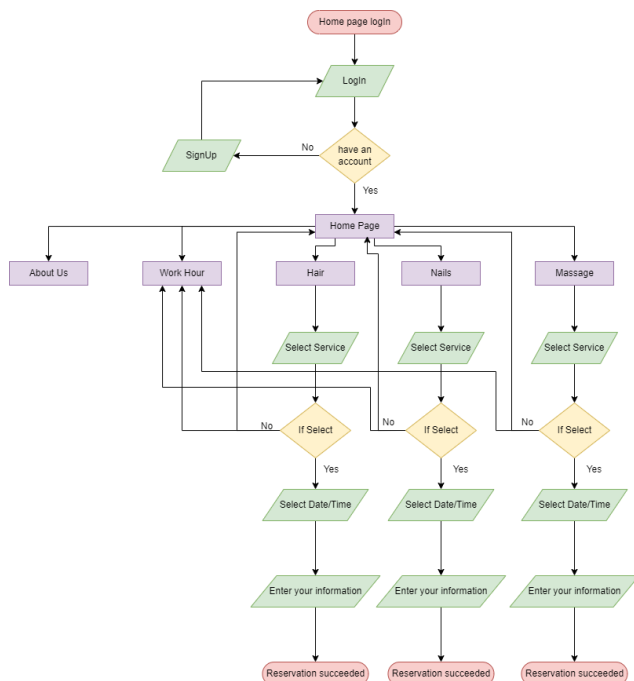 Home page logIn
LogIn
No
have an
account
SignUp
Yes
Home Page
About Us
Work Hour
Hair
Nails
Massage
Select Service
Select Service
Select Service
No
If Select
No
If Select
No
If Select
Yes
Yes
Yes
Select Date/Time
Select Date/Time
Select Date/Time
Enter your information
Enter your information
Enter your information
Reservation succeeded
Reservation succeeded
Reservation succeeded